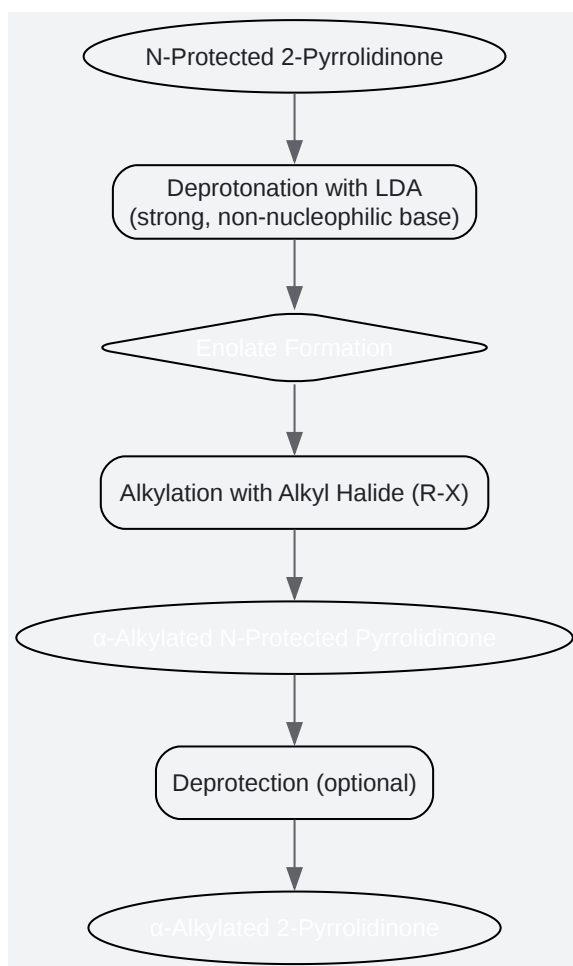 N-Protected 2-Pyrrolidinone
Deprotonation with LDA
(strong, non-nucleophilic base)
Enolate Formation
Alkylation with Alkyl Halide (R-X)
α-Alkylated N-Protected Pyrrolidinone
Deprotection (optional)
α-Alkylated 2-Pyrrolidinone